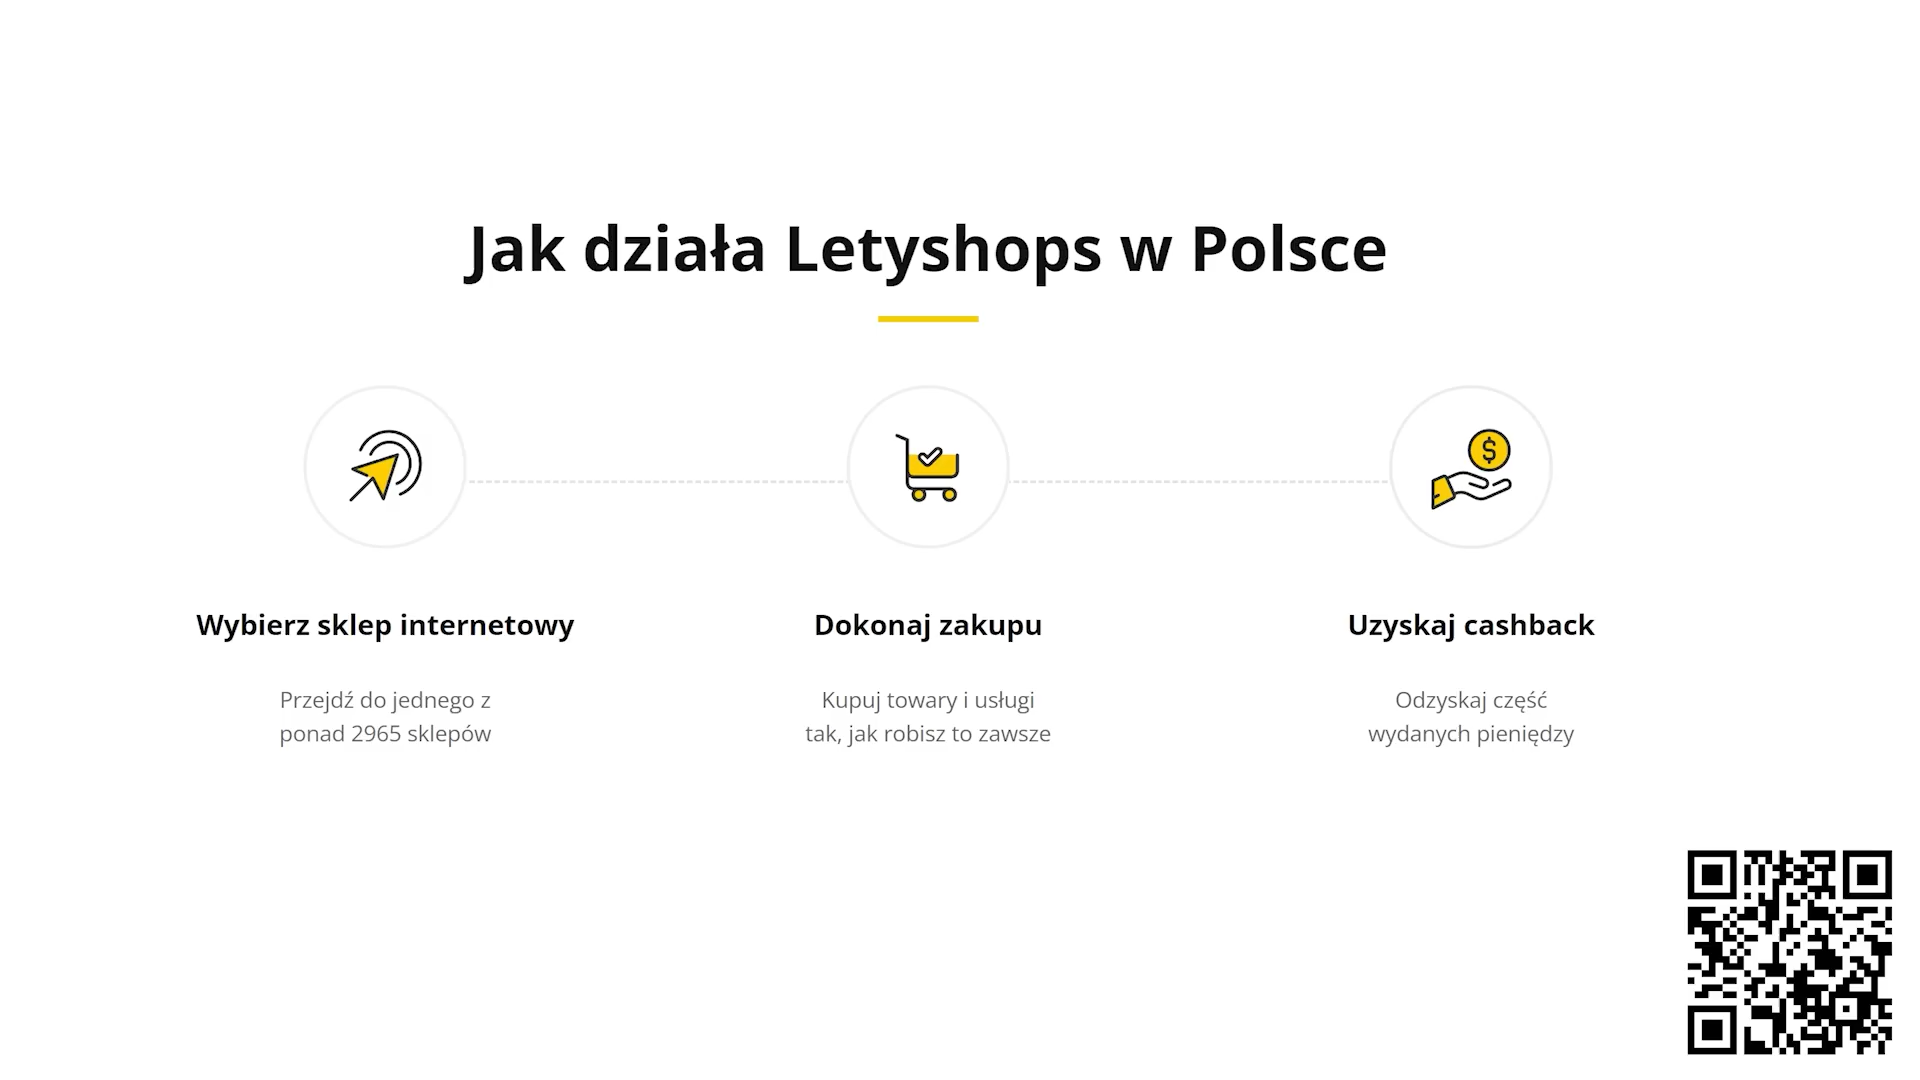 Jak działa Letyshops w Polsce
Wybierz sklep internetowy
Przejdź do jednego z
ponad 2965 sklepów
Dokonaj zakupu
Kupuj towary i usługi
tak, jak robisz to zawsze
Uzyskaj cashback
Odzyskaj część
wydanych pieniędzy